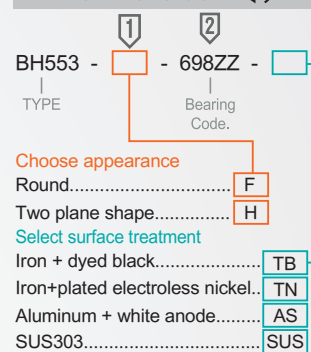 1 2
BH553 - - 698ZZ -
TYPE Bearing
Code.
Choose appearance
Round................................ F
Two plane shape............... H
Select surface treatment
Iron + dyed black..................... TB
Iron+plated electroless nickel.. TN
Aluminum + white anode......... AS
SUS303................................... SUS